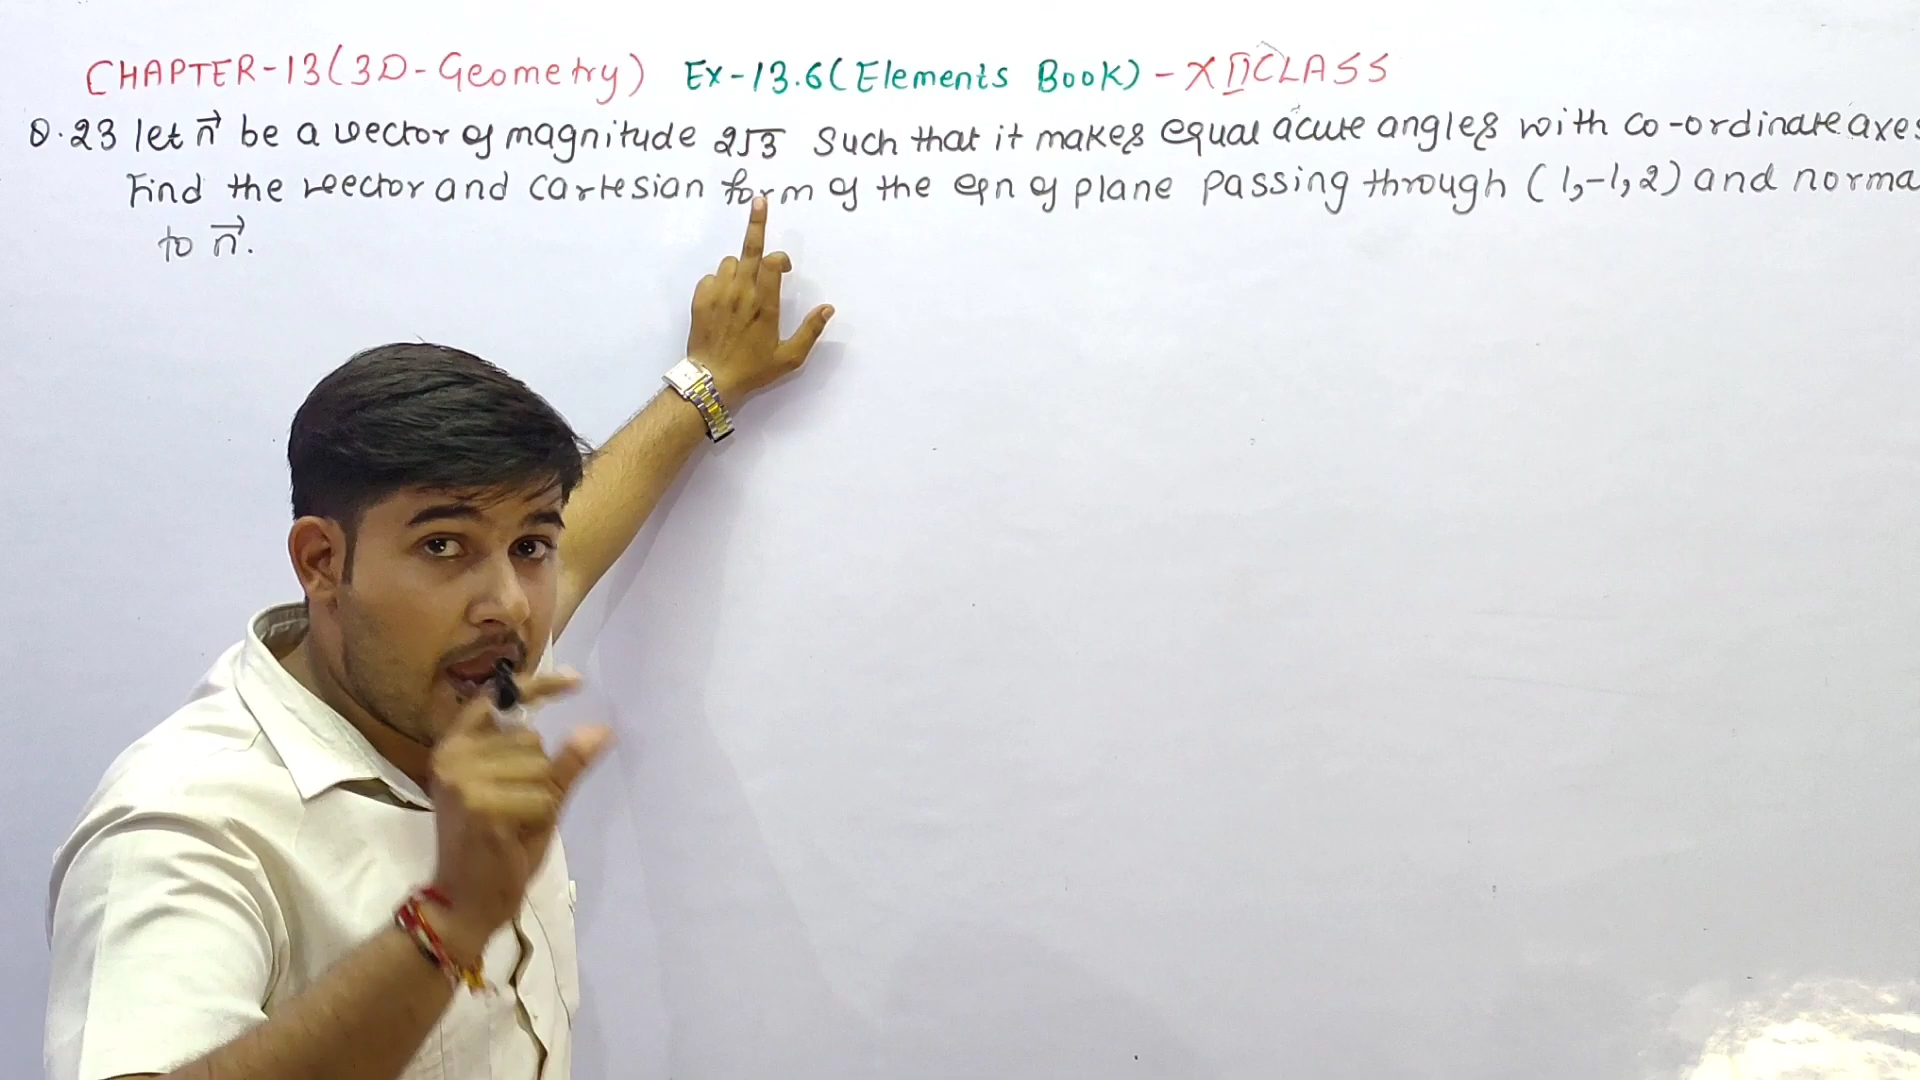 CHAPTER-13(3D-Geometry) Ex-13.6(Elements Book)-XIICLASS
Q.23 let n⃗ be a vector of magnitude 2√3 such that it makes equal acute angles with co-ordinate axes
Find the vector and cartesian form of the eqn of plane passing through (1,-1,2) and norma
to n⃗.